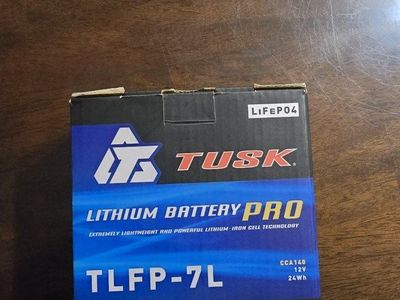 LiFEPO4
TUSK®
LITHIUM BATTERY PRO
EXTREMELY LIGHTWEIGHT AND POWERFUL LITHIUM-IRON CELL TECHNOLOGY
TLFP-7L
CCA140
12V
24Wh